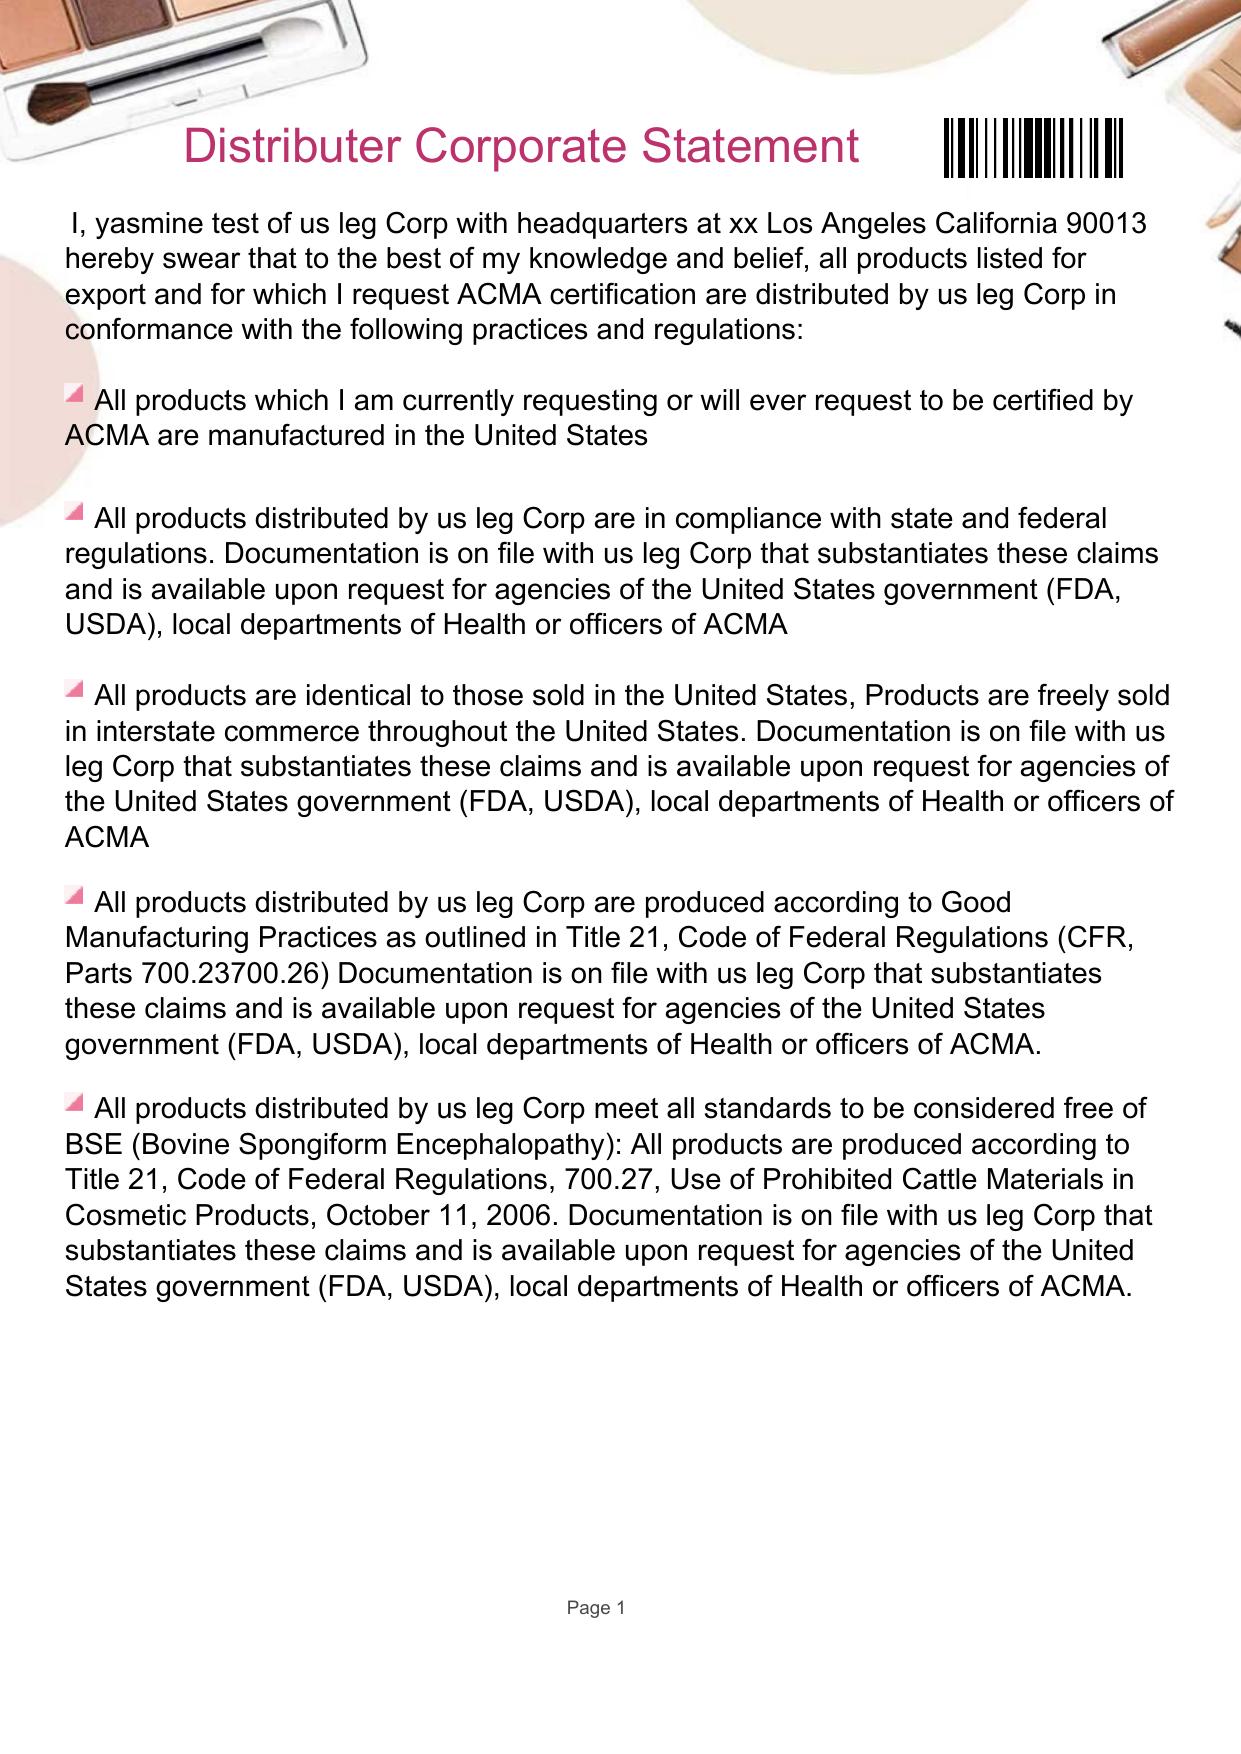 Distributer Corporate Statement
I, yasmine test of us leg Corp with headquarters at xx Los Angeles California 90013
hereby swear that to the best of my knowledge and belief, all products listed for
export and for which I request ACMA certification are distributed by us leg Corp in
conformance with the following practices and regulations:
All products which I am currently requesting or will ever request to be certified by
ACMA are manufactured in the United States
All products distributed by us leg Corp are in compliance with state and federal
regulations. Documentation is on file with us leg Corp that substantiates these claims
and is available upon request for agencies of the United States government (FDA,
USDA), local departments of Health or officers of ACMA
All products are identical to those sold in the United States, Products are freely sold
in interstate commerce throughout the United States. Documentation is on file with us
leg Corp that substantiates these claims and is available upon request for agencies of
the United States government (FDA, USDA), local departments of Health or officers of
ACMA
All products distributed by us leg Corp are produced according to Good
Manufacturing Practices as outlined in Title 21, Code of Federal Regulations (CFR,
Parts 700.23700.26) Documentation is on file with us leg Corp that substantiates
these claims and is available upon request for agencies of the United States
government (FDA, USDA), local departments of Health or officers of ACMA.
All products distributed by us leg Corp meet all standards to be considered free of
BSE (Bovine Spongiform Encephalopathy): All products are produced according to
Title 21, Code of Federal Regulations, 700.27, Use of Prohibited Cattle Materials in
Cosmetic Products, October 11, 2006. Documentation is on file with us leg Corp that
substantiates these claims and is available upon request for agencies of the United
States government (FDA, USDA), local departments of Health or officers of ACMA.
Page 1